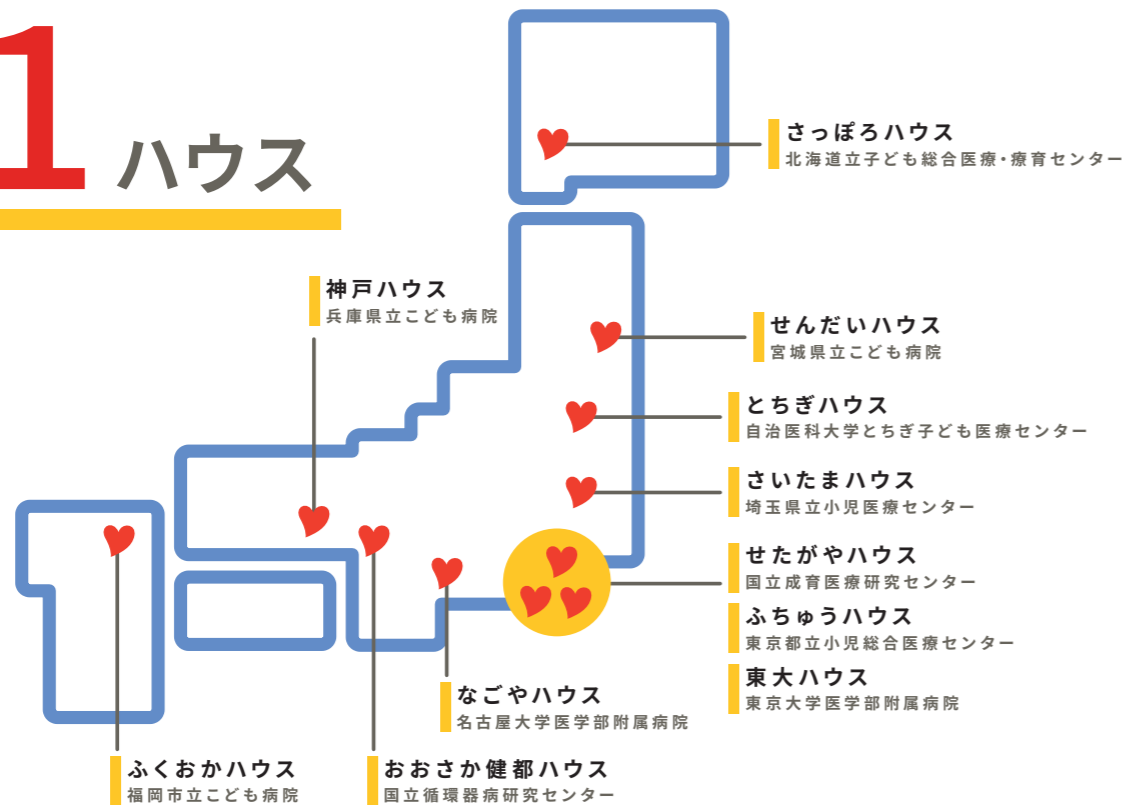 1 ハウス
さっぽろハウス
北海道立子ども総合医療・療育センター
神戸ハウス
兵庫県立こども病院
せんだいハウス
宮城県立こども病院
とちぎハウス
自治医科大学とちぎ子ども医療センター
さいたまハウス
埼玉県立小児医療センター
せたがやハウス
国立成育医療研究センター
ふちゅうハウス
東京都立小児総合医療センター
東大ハウス
東京大学医学部附属病院
なごやハウス
名古屋大学医学部附属病院
ふくおかハウス
福岡市立こども病院
おおさか健都ハウス
国立循環器病研究センター